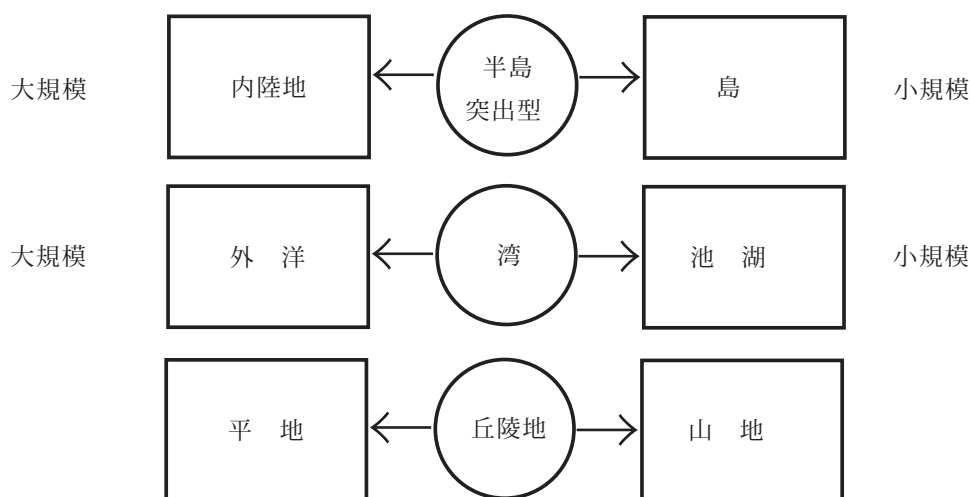 大規模
内陸地
半島
突出型
島
小規模
大規模
外 洋
湾
池 湖
小規模
平 地
丘陵地
山 地